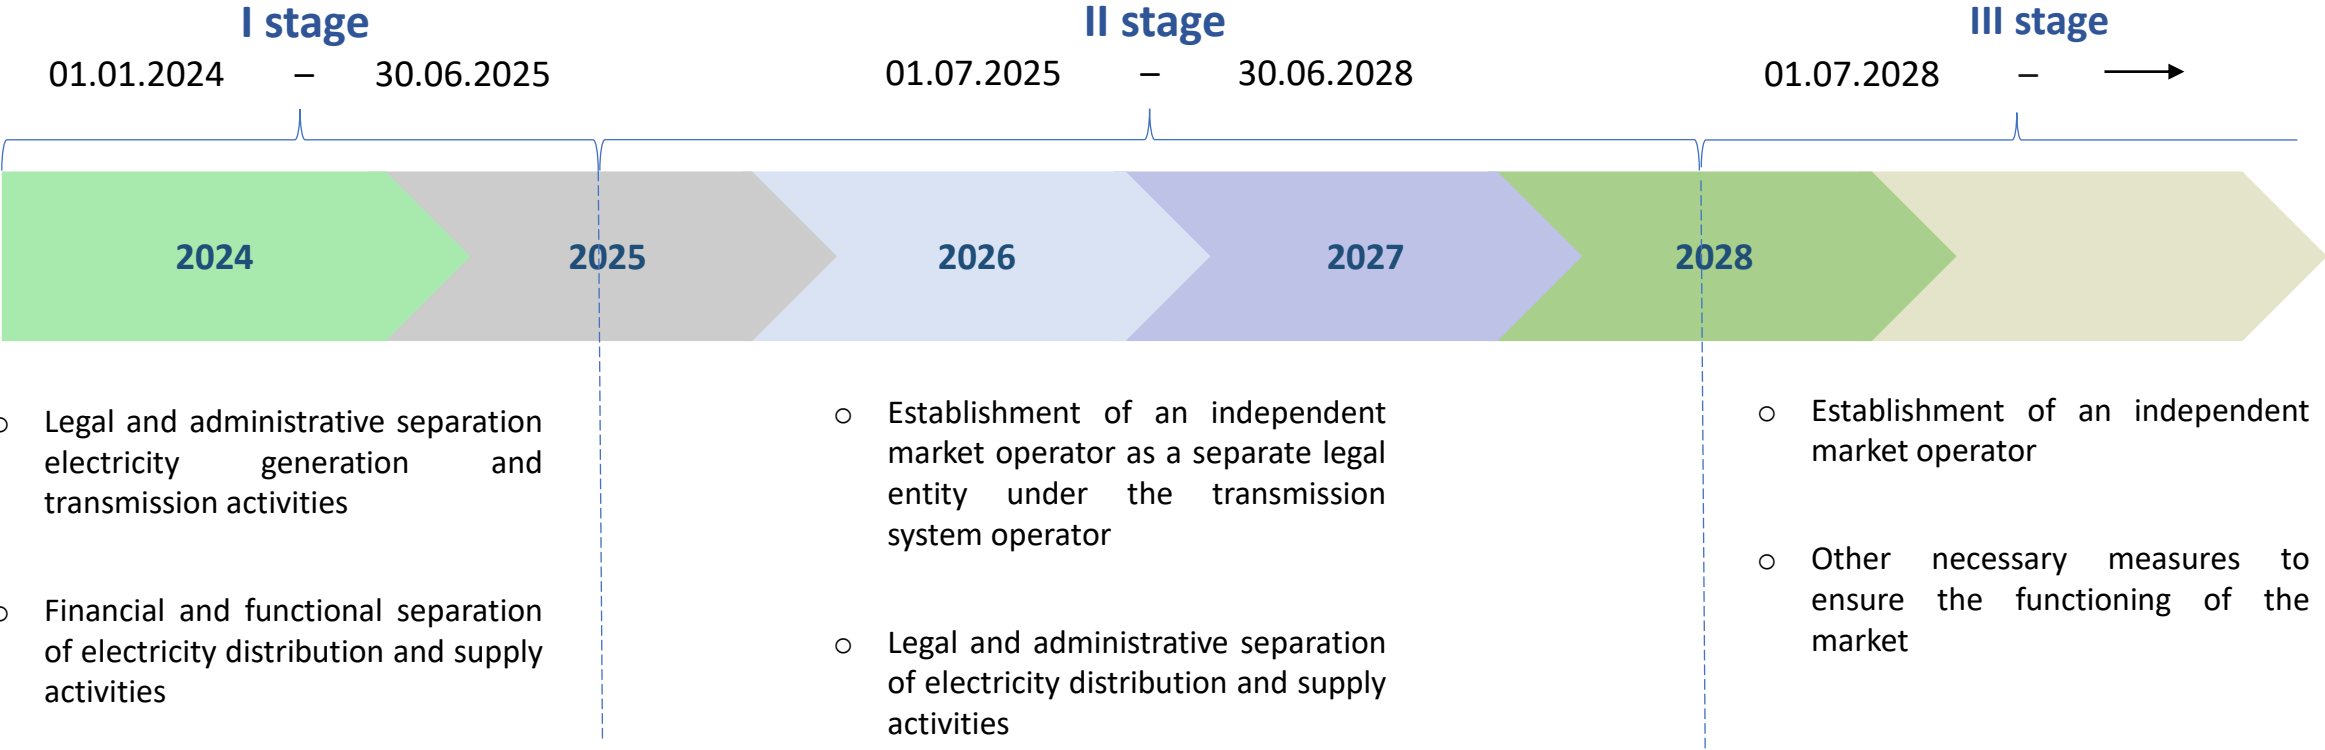 I stage
01.01.2024 – 30.06.2025
II stage
01.07.2025 – 30.06.2028
III stage
01.07.2028 –
2024
2025
2026
2027
2028
o Legal and administrative separation
electricity generation and
transmission activities
o Financial and functional separation
of electricity distribution and supply
activities
o Establishment of an independent
market operator as a separate legal
entity under the transmission
system operator
o Legal and administrative separation
of electricity distribution and supply
activities
o Establishment of an independent
market operator
o Other necessary measures to
ensure the functioning of the
market